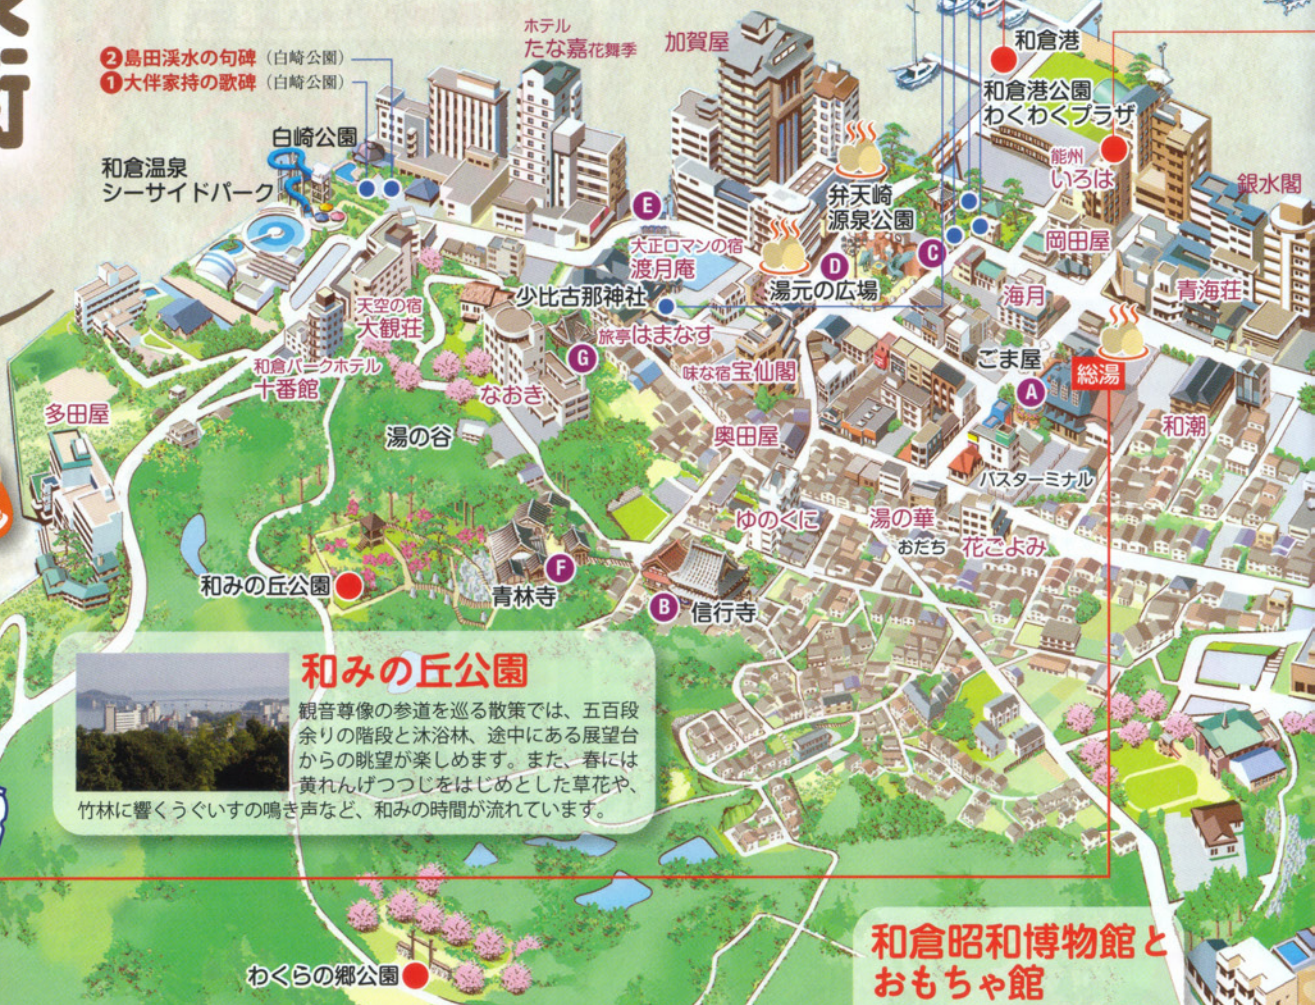 ホテル
たな嘉花舞季
加賀屋
和倉港
②島田渓水の句碑(白崎公園)
①大伴家持の歌碑(白崎公園)
和倉港公園
わくわくプラザ
白崎公園
和倉温泉
シーサイドパーク
能州
いろは
銀水閣
弁天崎
源泉公園
E
大正ロマンの宿
渡月庵
岡田屋
C
D
湯元の広場
少比古那神社
海月
青海荘
天空の宿
大観荘
旅亭はまなす
G
ごま屋
総湯
A
和倉パークホテル
十番館
味な宿宝仙閣
なおき
多田屋
湯の谷
奥田屋
和潮
バスターミナル
ゆのくに
湯の華
おだち
花ごよみ
和みの丘公園
F
青林寺
B
信行寺
和みの丘公園
観音尊像の参道を巡る散策では、五百段
余りの階段と沐浴林、途中にある展望台
からの眺望が楽しめます。また、春には
黄れんげつつじをはじめとした草花や、
竹林に響くうぐいすの鳴き声など、和みの時間が流れています。
わくらの郷公園
和倉昭和博物館と
おもちゃ館